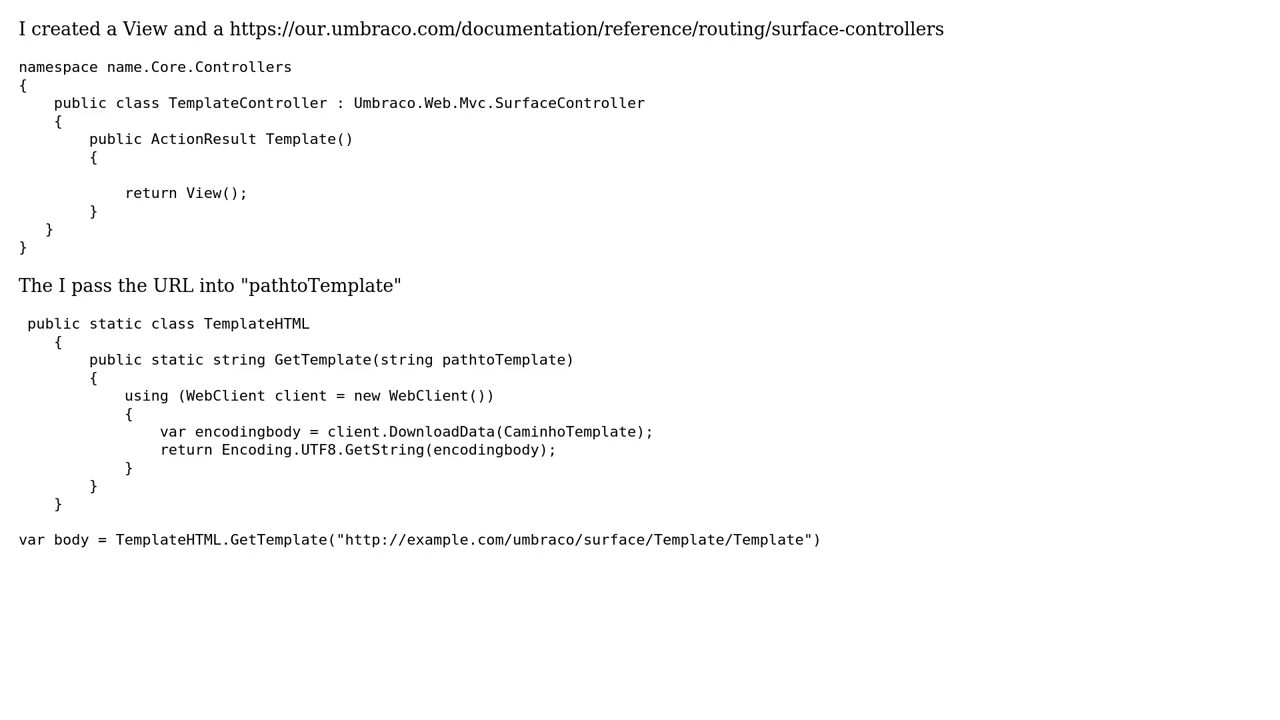 I created a View and a https://our.umbraco.com/documentation/reference/routing/surface-controllers
namespace name.Core.Controllers
{
    public class TemplateController : Umbraco.Web.Mvc.SurfaceController
    {
        public ActionResult Template()
        {
            return View();
        }
   }
}
The I pass the URL into "pathtoTemplate"
 public static class TemplateHTML
    {
        public static string GetTemplate(string pathtoTemplate)
        {
            using (WebClient client = new WebClient())
            {
                var encodingbody = client.DownloadData(CaminhoTemplate);
                return Encoding.UTF8.GetString(encodingbody);
            }
        }
    }
var body = TemplateHTML.GetTemplate("http://example.com/umbraco/surface/Template/Template")